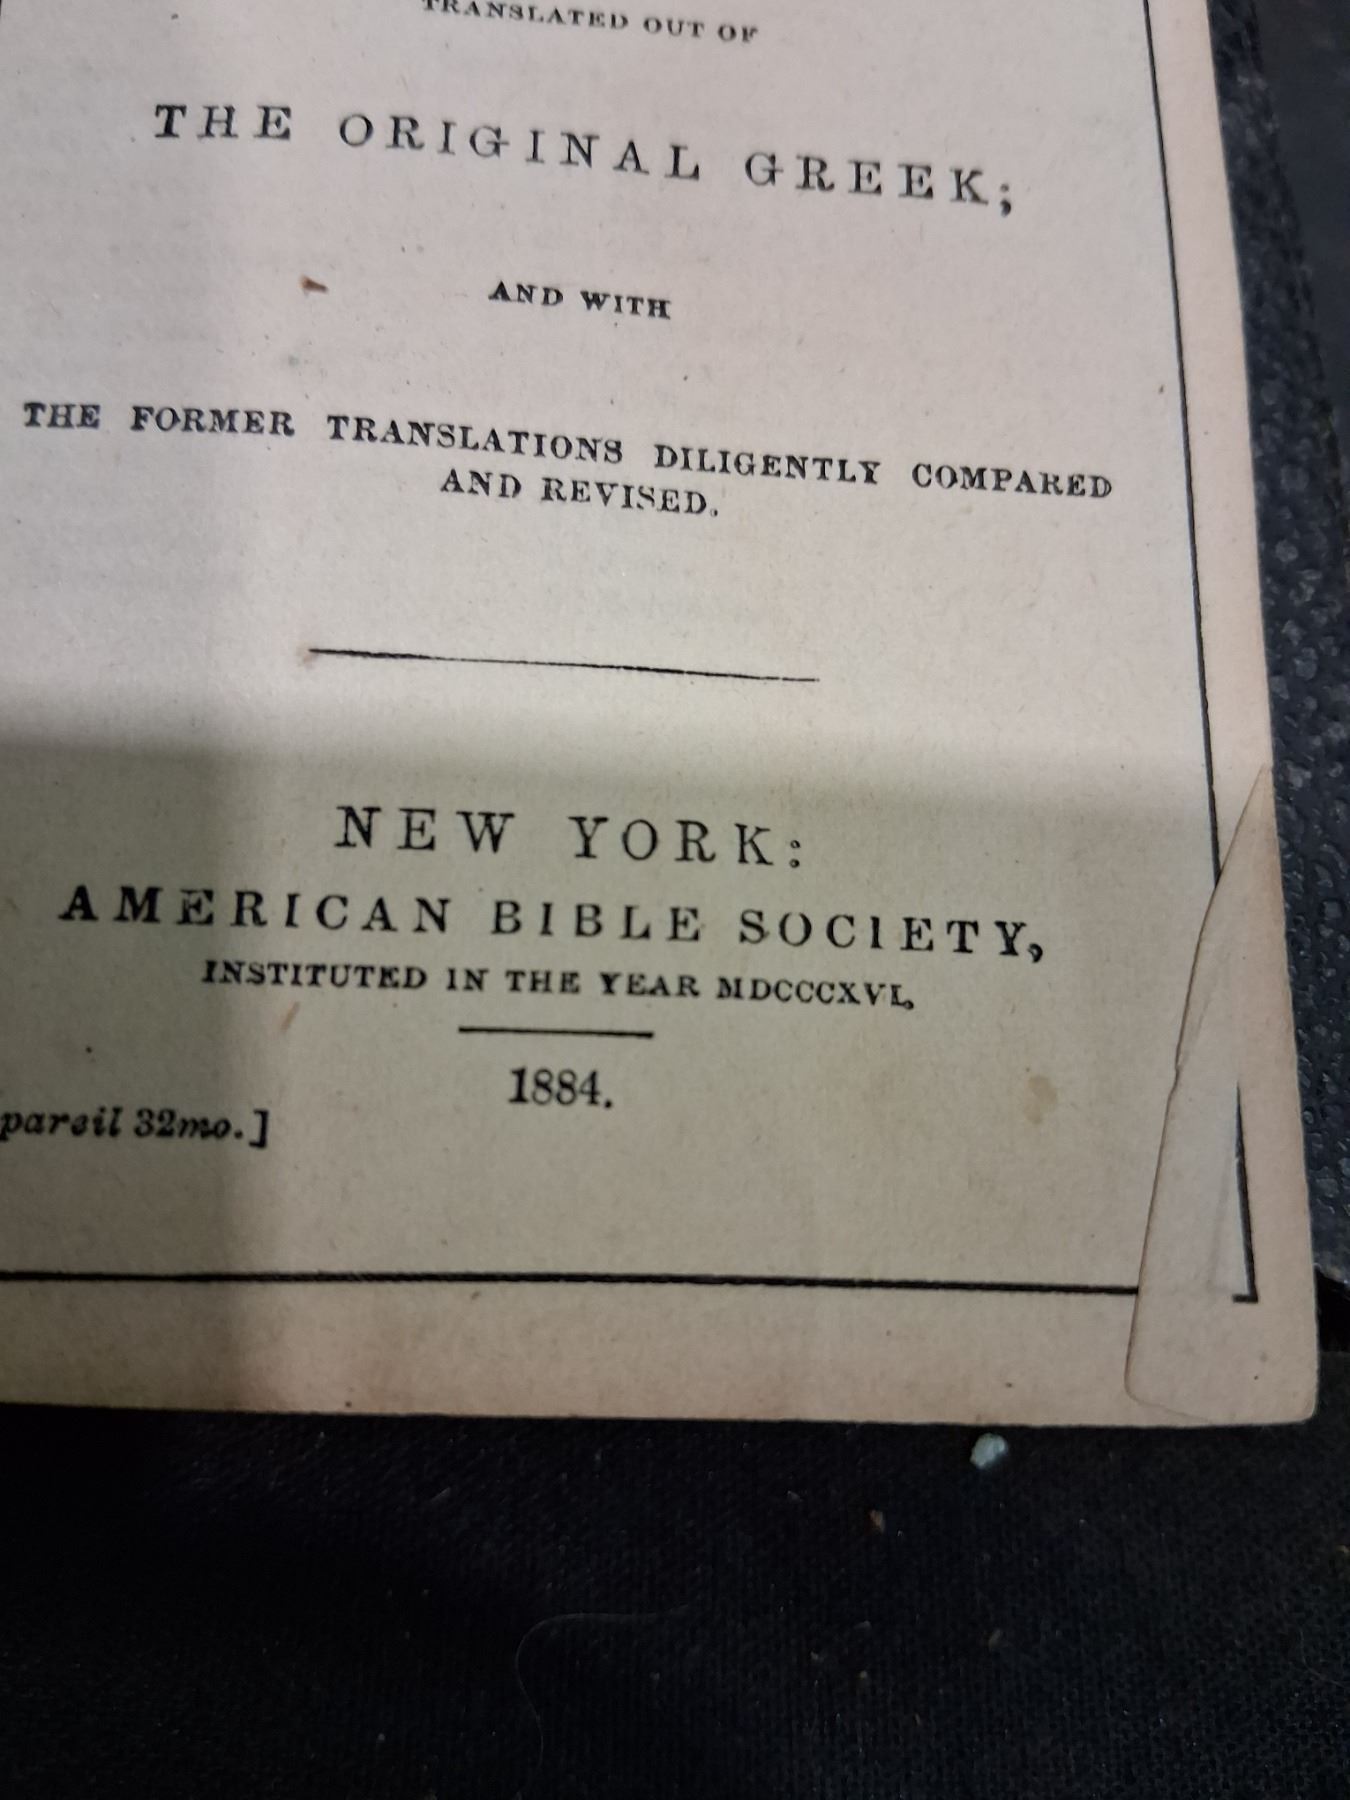 TRANSLATED OUT OF
THE ORIGINAL GREEK;
AND WITH
THE FORMER TRANSLATIONS DILIGENTLY COMPARED
AND REVISED.
NEW YORK:
AMERICAN BIBLE SOCIETY,
INSTITUTED IN THE YEAR MDCCCXVI.
1884.
pareil 32mo.]